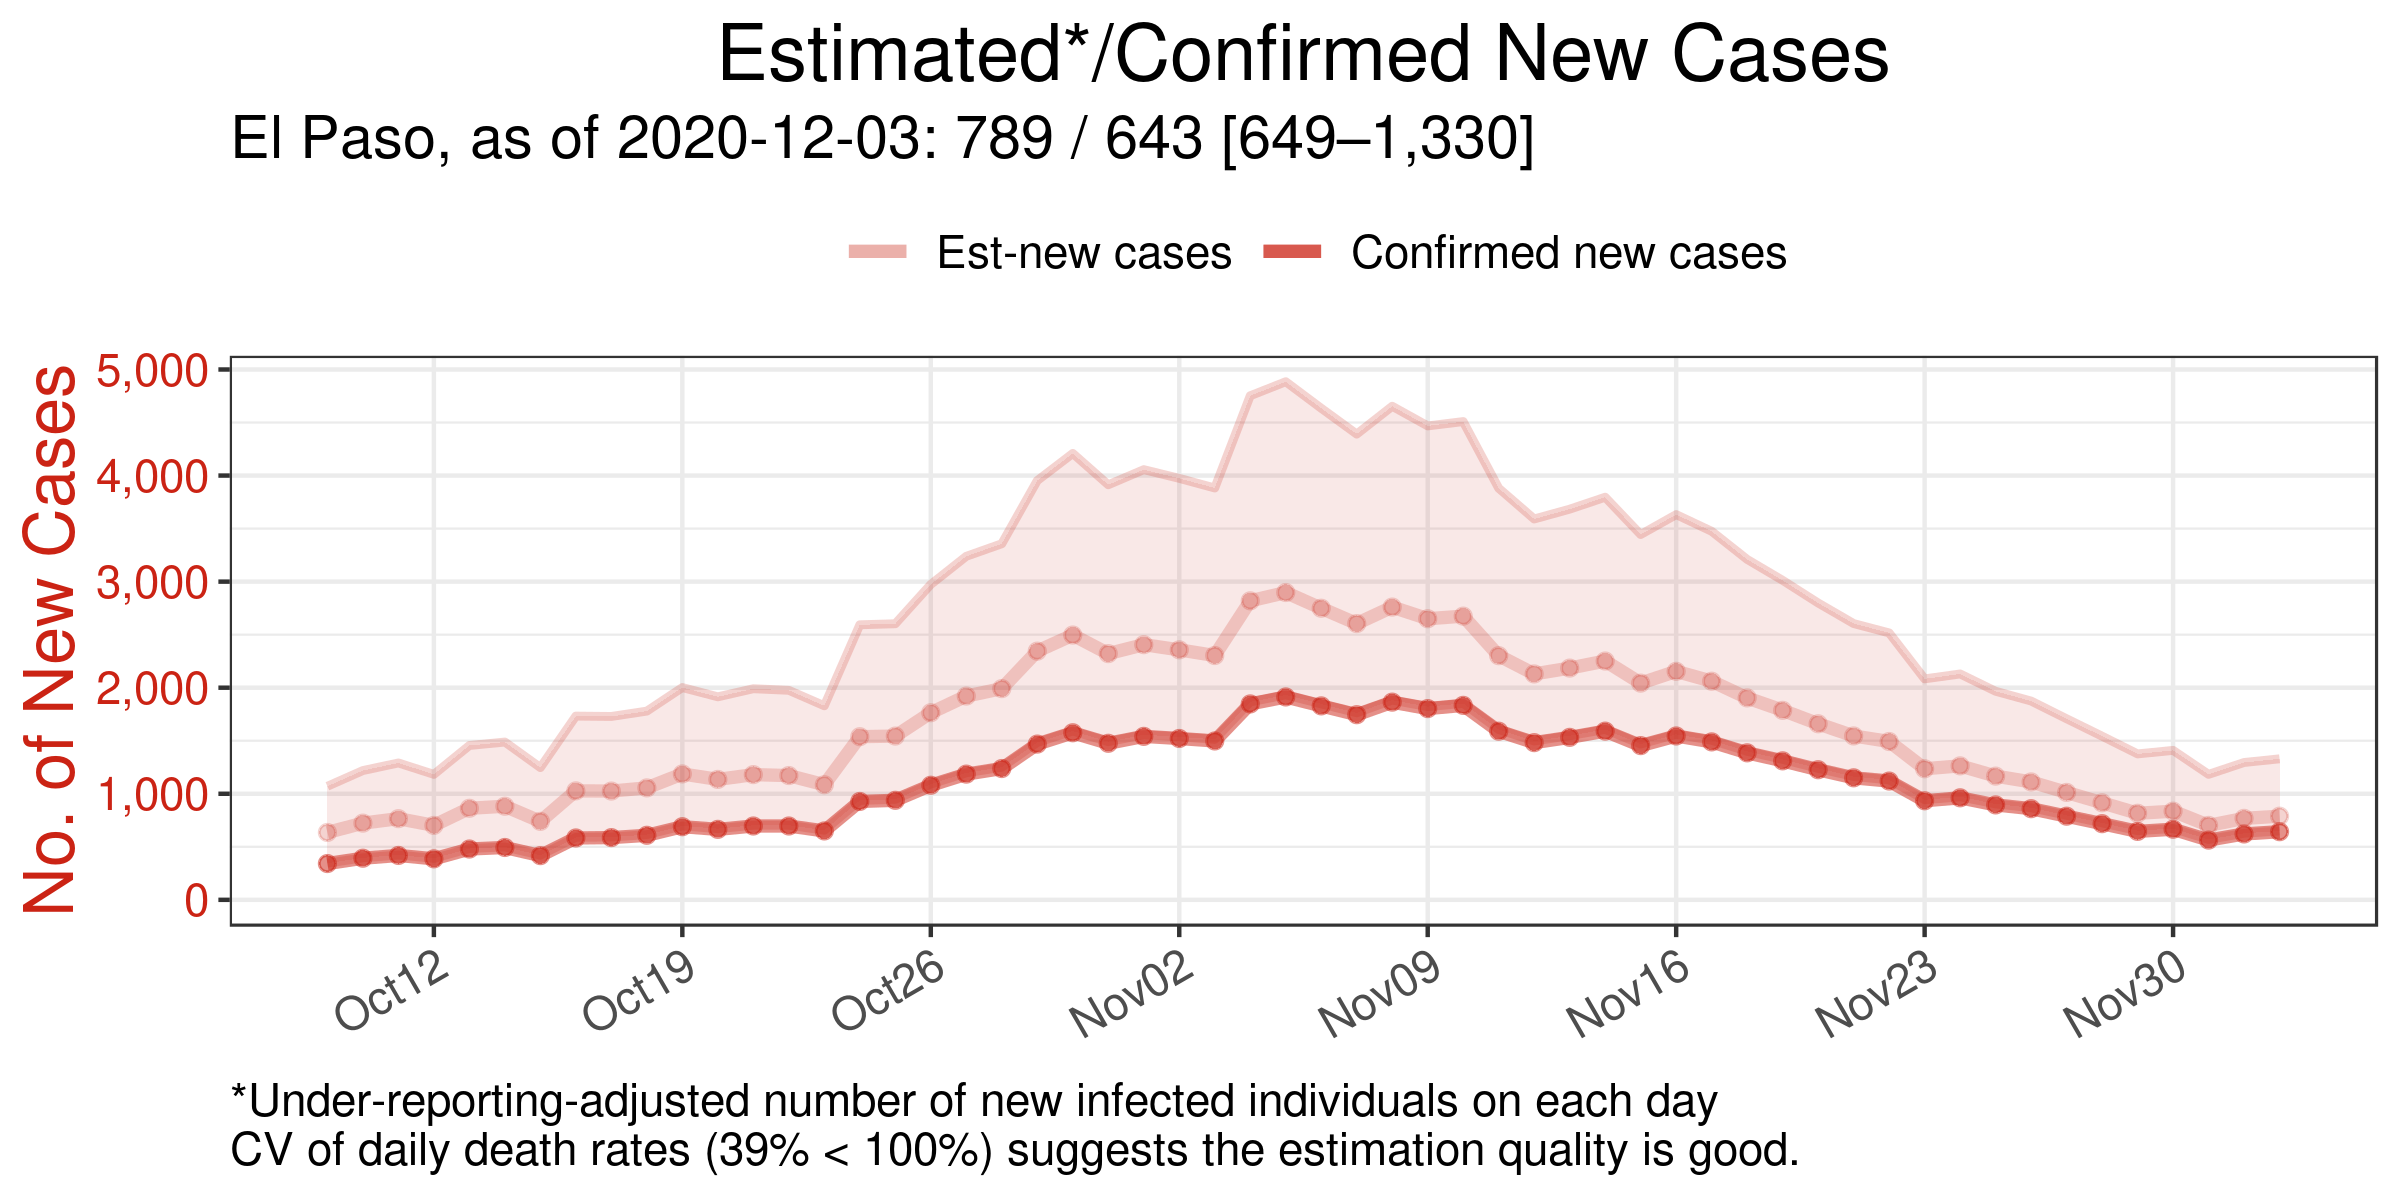 Estimated*/Confirmed New Cases
El Paso, as of 2020-12-03: 789 / 643 [649–1,330]
Est-new cases Confirmed new cases
No. of New Cases
5,000
4,000
3,000
2,000
1,000
0
Oct12 Oct19 Oct26 Nov02 Nov09 Nov16 Nov23 Nov30
*Under-reporting-adjusted number of new infected individuals on each day
CV of daily death rates (39% < 100%) suggests the estimation quality is good.